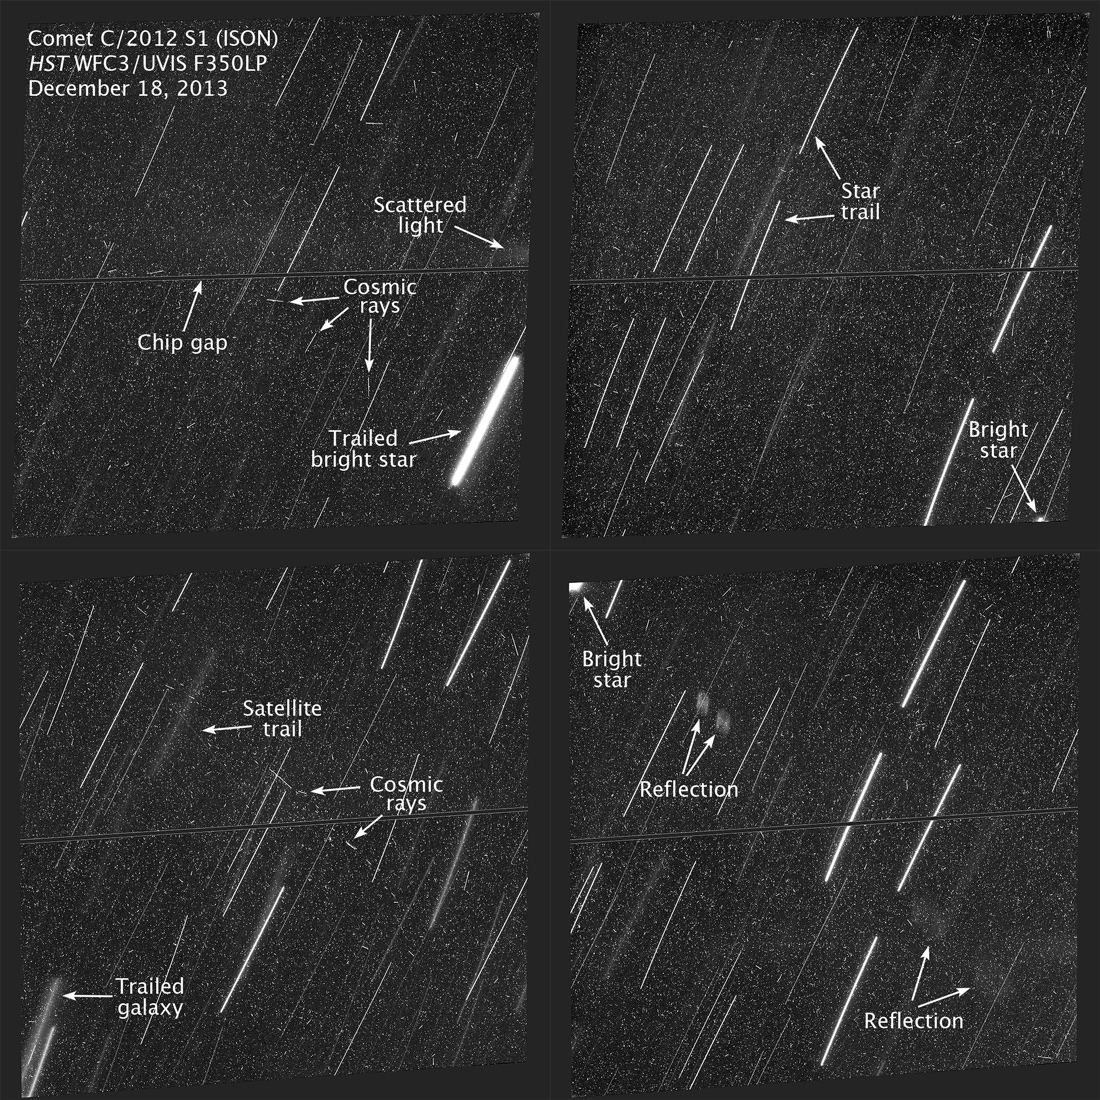 Comet C/2012 S1 (ISON)
HST WFC3/UVIS F350LP
December 18, 2013
Scattered
light
Cosmic
rays
Chip gap
Trailed
bright star
Star
trail
Bright
star
Satellite
trail
Cosmic
rays
Trailed
galaxy
Bright
star
Reflection
Reflection